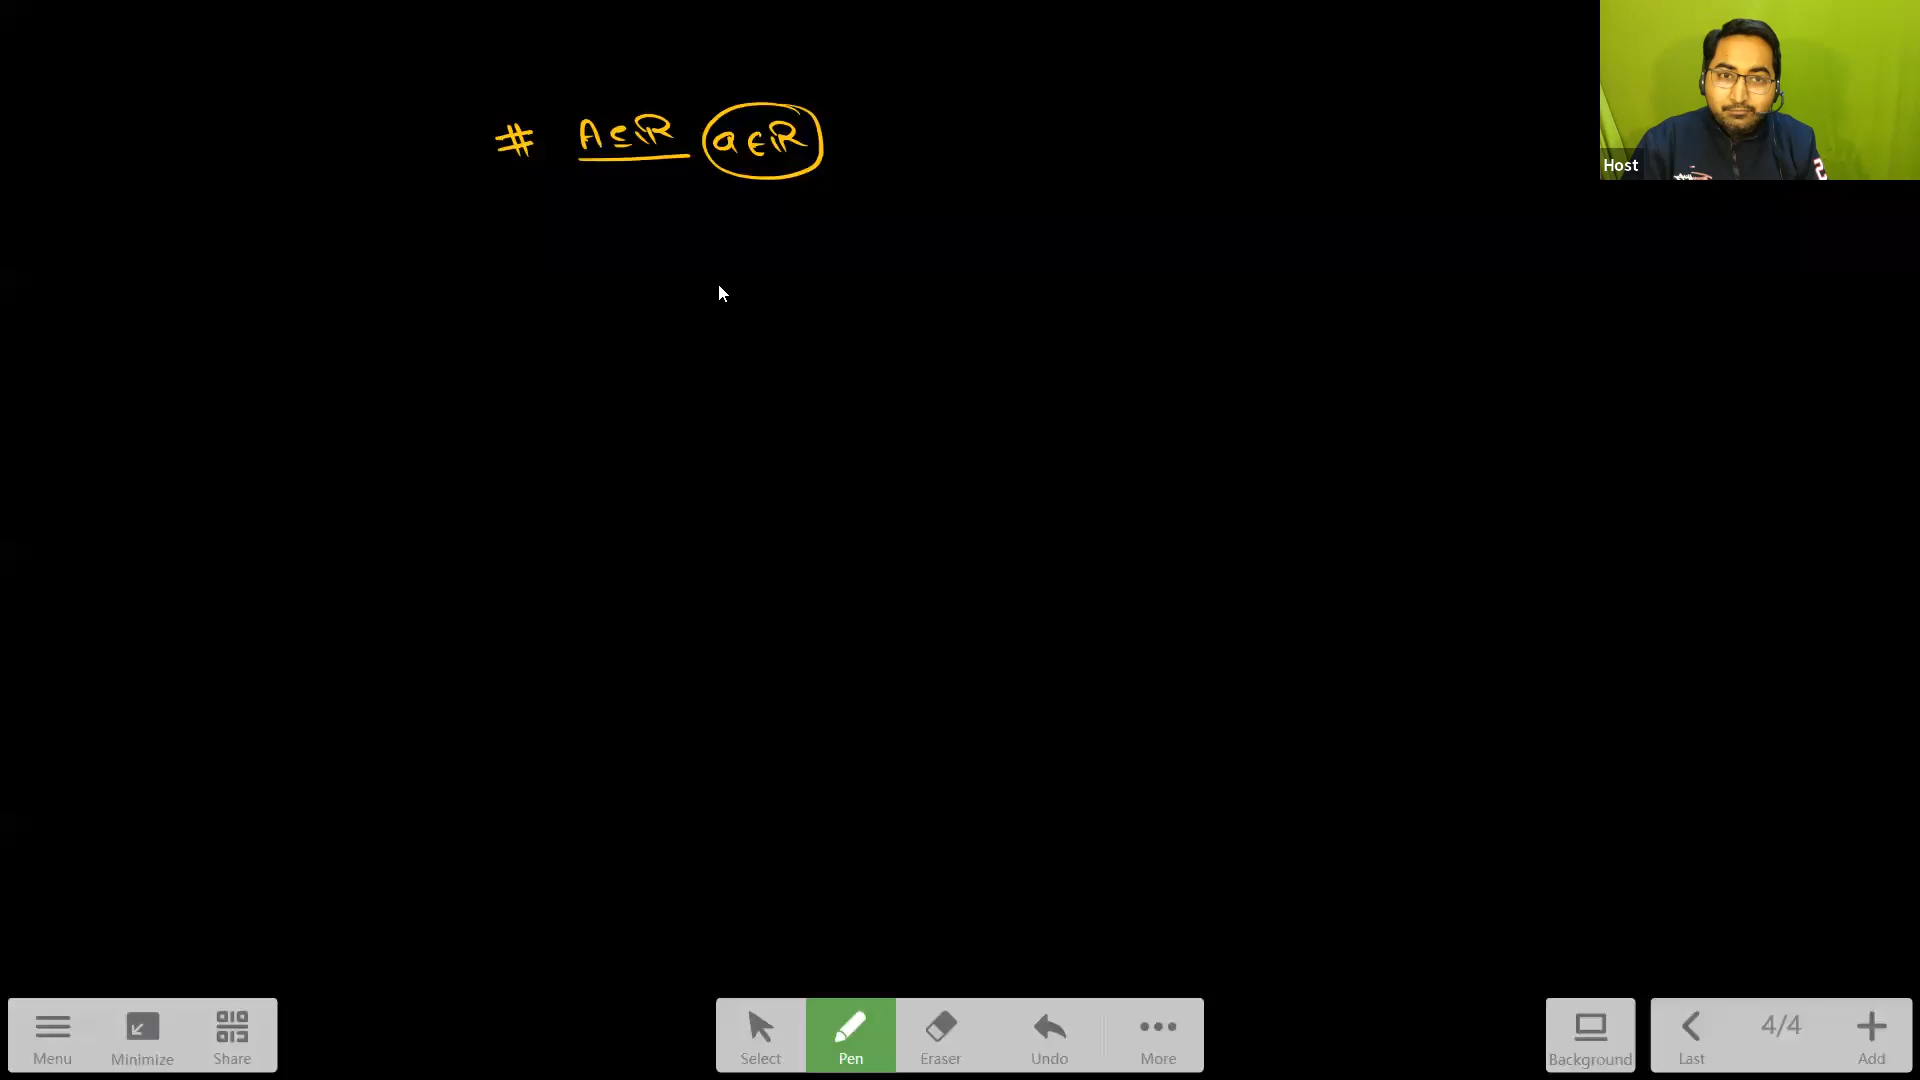 # A⊆ℝ a∈ℝ
Host
Menu Minimize Share Select Pen Eraser Undo More Background Last 4/4 Add